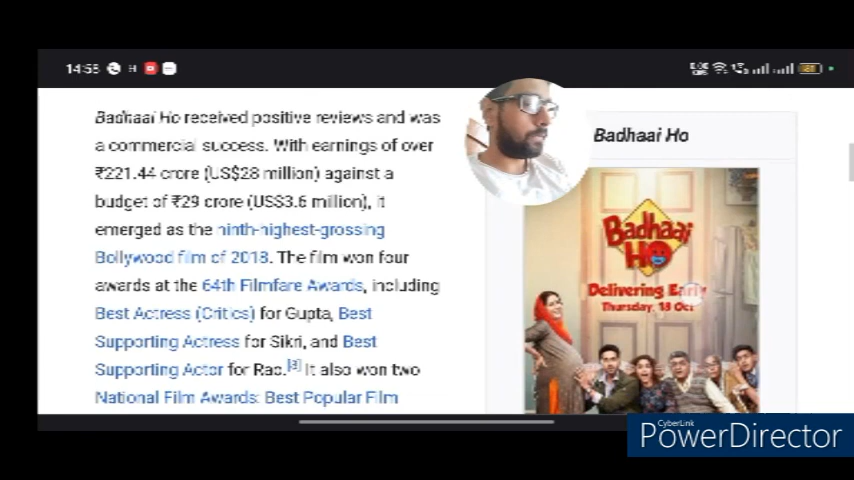 14:58
Badhaai Ho received positive reviews and was
a commercial success. With earnings of over
₹221.44 crore (US$28 million) against a
budget of ₹29 crore (US$3.6 million), it
emerged as the ninth-highest-grossing
Bollywood film of 2018. The film won four
awards at the 64th Filmfare Awards, including
Best Actress (Critics) for Gupta, Best
Supporting Actress for Sikri, and Best
Supporting Actor for Rao.[3] It also won two
National Film Awards: Best Popular Film
Badhaai Ho
Badhaai
HO
Delivering Early
Thursday, 18 Oct
CyberLink
PowerDirector